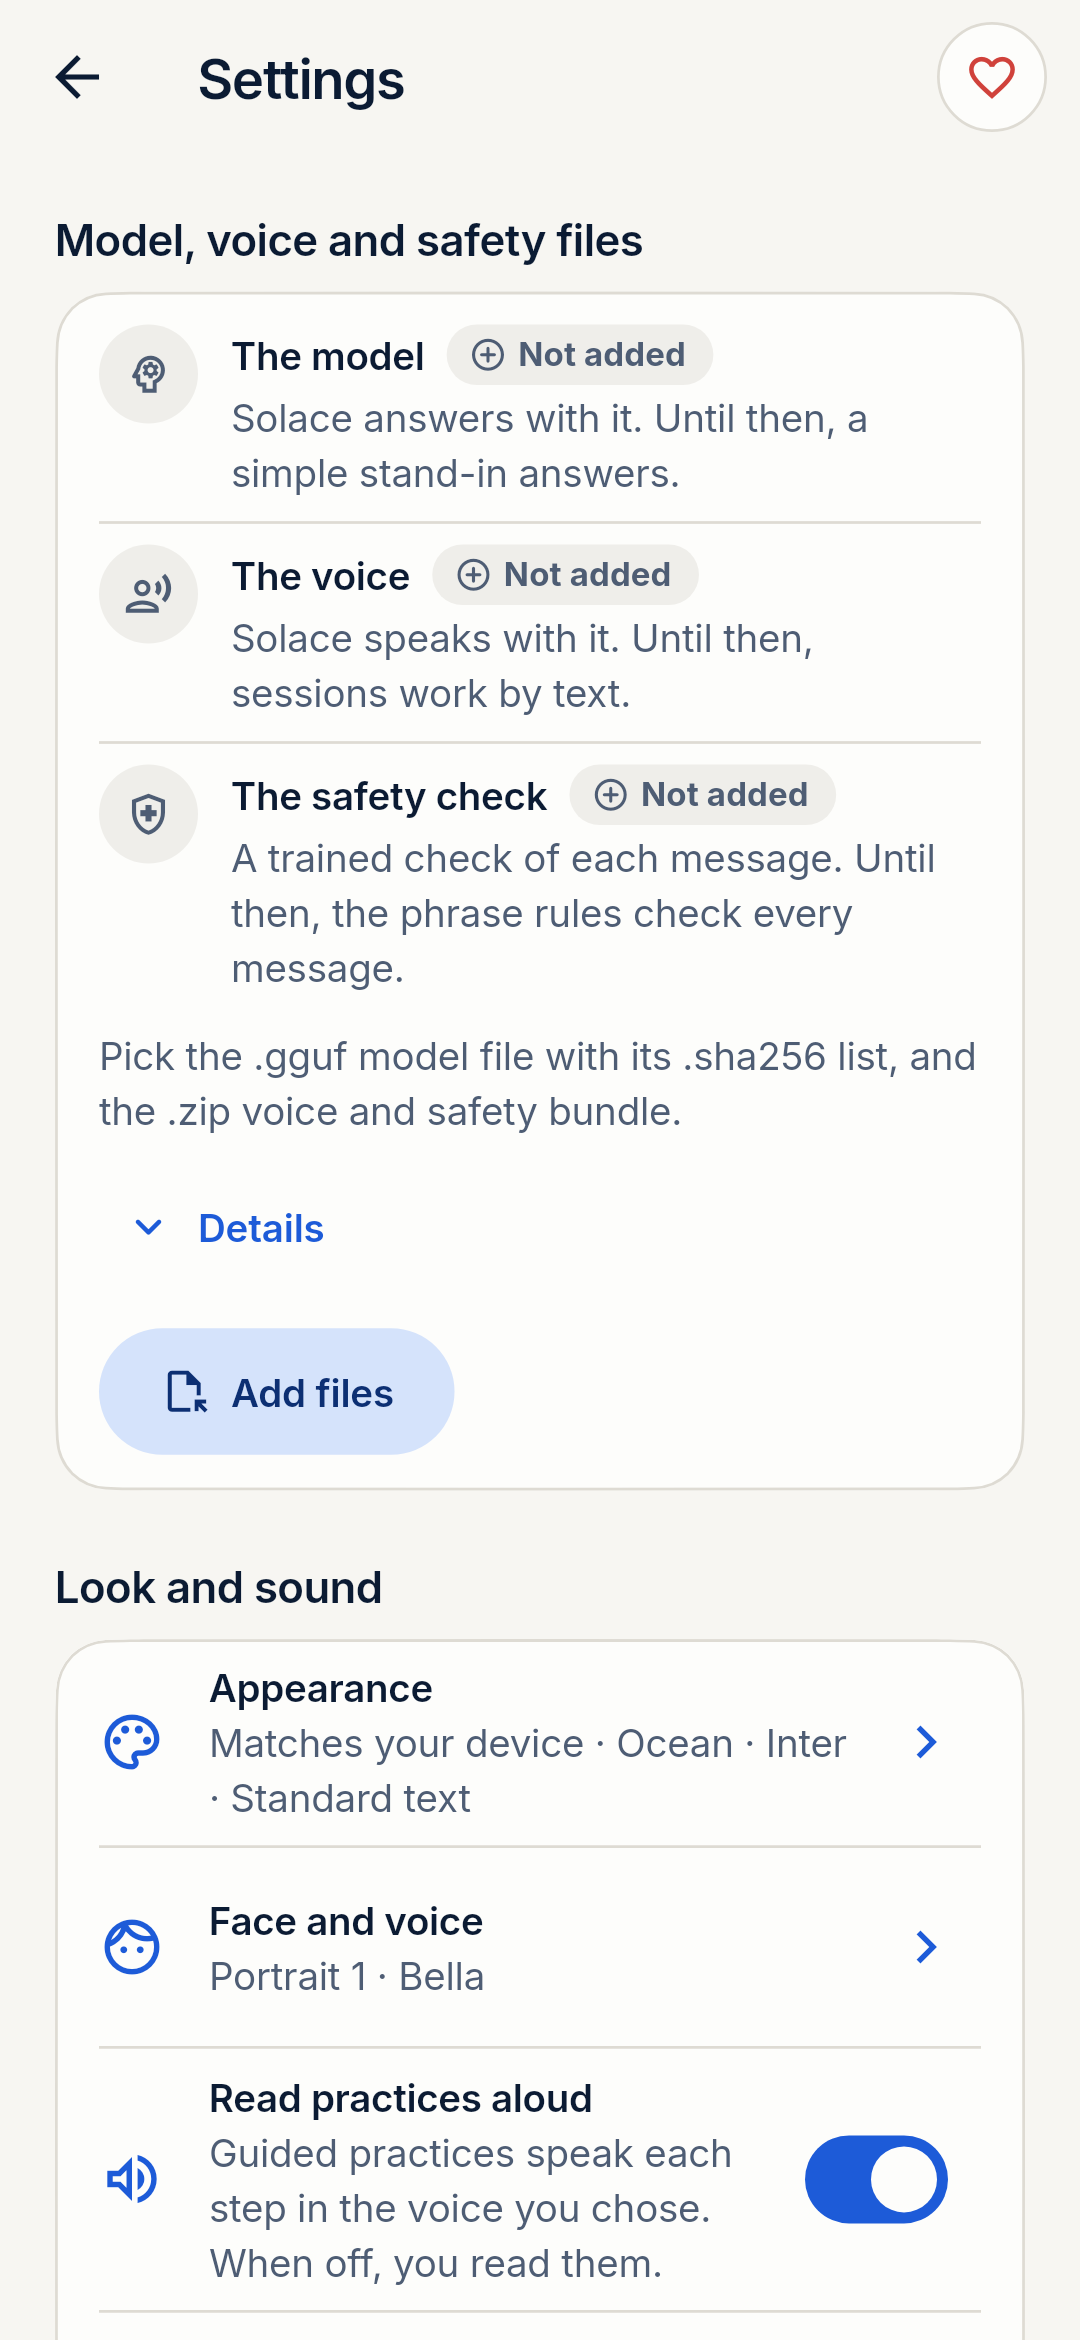 Settings
Model, voice and safety files
The model
Not added
Solace answers with it. Until then, a
simple stand-in answers.
The voice
Not added
Solace speaks with it. Until then,
sessions work by text.
The safety check
Not added
A trained check of each message. Until
then, the phrase rules check every
message.
Pick the .gguf model file with its .sha256 list, and
the .zip voice and safety bundle.
Details
Add files
Look and sound
Appearance
Matches your device · Ocean · Inter
· Standard text
Face and voice
Portrait 1 · Bella
Read practices aloud
Guided practices speak each
step in the voice you chose.
When off, you read them.